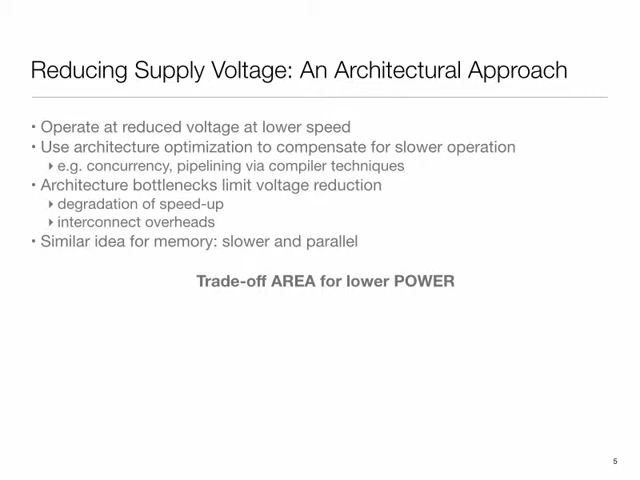 Reducing Supply Voltage: An Architectural Approach
• Operate at reduced voltage at lower speed
• Use architecture optimization to compensate for slower operation
‣ e.g. concurrency, pipelining via compiler techniques
• Architecture bottlenecks limit voltage reduction
‣ degradation of speed-up
‣ interconnect overheads
• Similar idea for memory: slower and parallel
Trade-off AREA for lower POWER
5